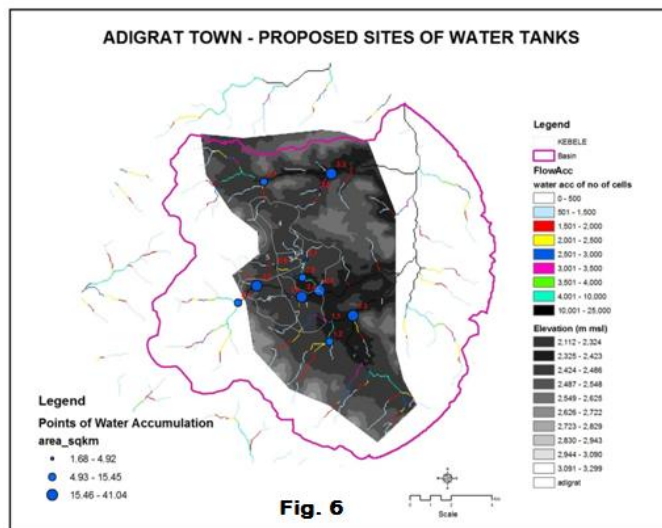 ADIGRAT TOWN - PROPOSED SITES OF WATER TANKS
Legend
KEBELE
Basin
FlowAcc
water acc of no of cells
0 - 500
501 - 1,500
1,501 - 2,000
2,001 - 2,500
2,501 - 3,000
3,001 - 3,500
3,501 - 4,000
4,001 - 10,000
10,001 - 25,000
Elevation (m msl)
2,112 - 2,324
2,325 - 2,423
2,424 - 2,486
2,487 - 2,548
2,549 - 2,625
2,626 - 2,722
2,723 - 2,829
2,830 - 2,943
2,944 - 3,090
3,091 - 3,299
adigrat
Legend
Points of Water Accumulation
area_sqkm
1.68 - 4.92
4.93 - 15.45
15.46 - 41.04
Fig. 6
Scale